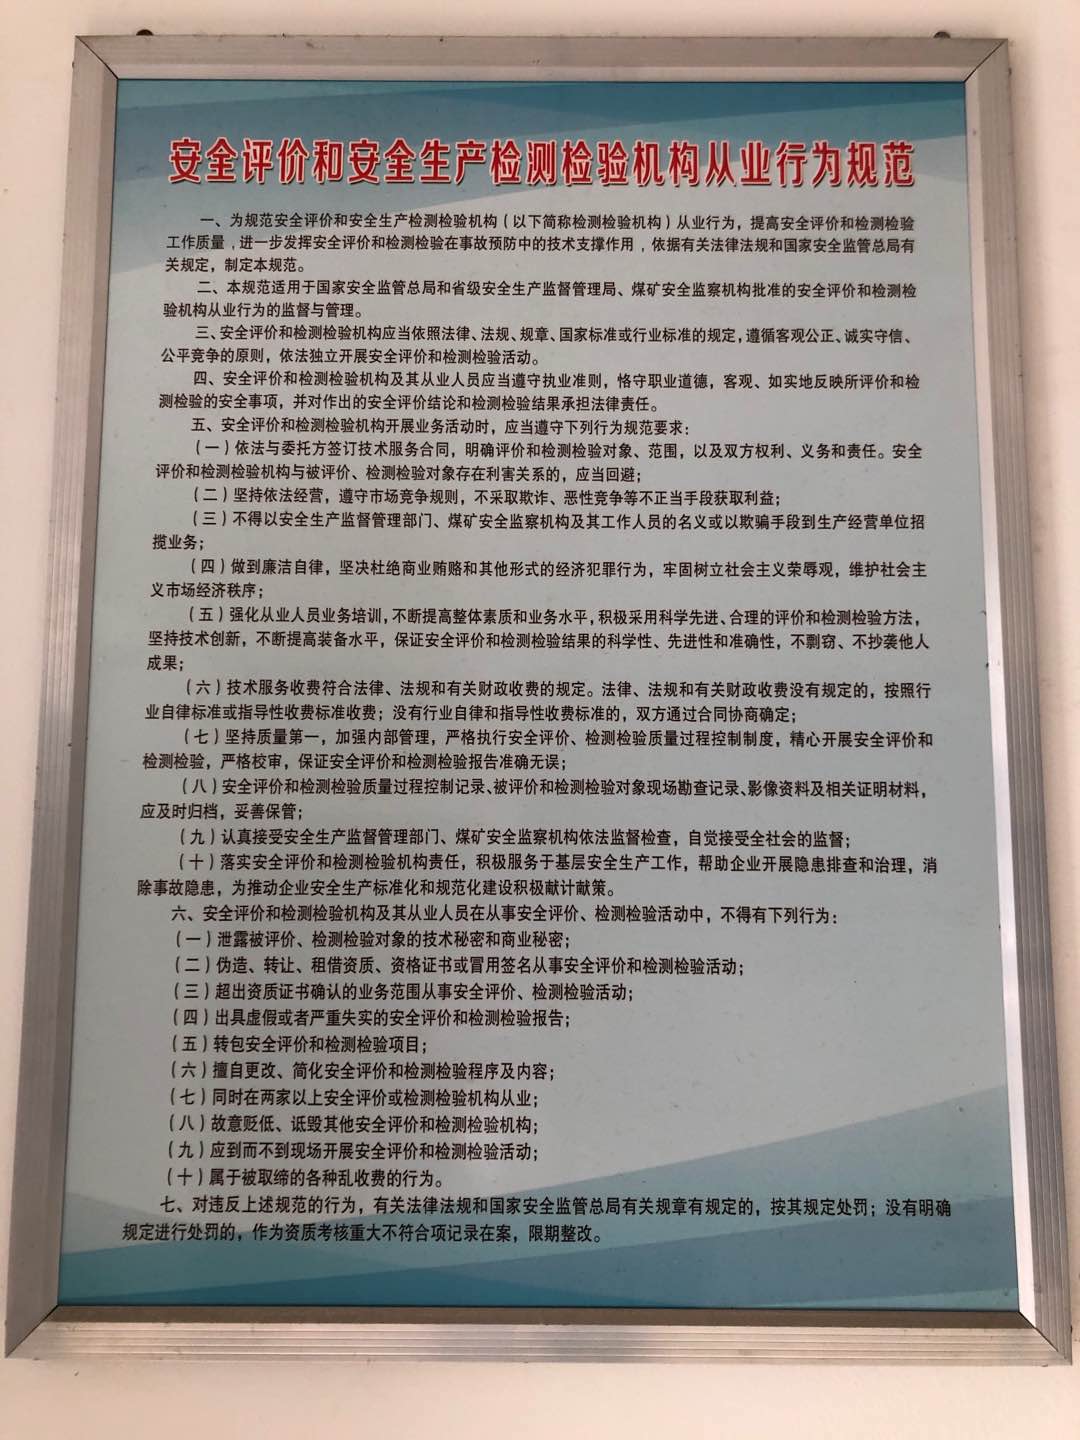 安全评价和安全生产检测检验机构从业行为规范
一、为规范安全评价和安全生产检测检验机构（以下简称检测检验机构）从业行为，提高安全评价和检测检验
工作质量，进一步发挥安全评价和检测检验在事故预防中的技术支撑作用，依据有关法律法规和国家安全监管总局有
关规定，制定本规范。
二、本规范适用于国家安全监管总局和省级安全生产监督管理局、煤矿安全监察机构批准的安全评价和检测检
验机构从业行为的监督与管理。
三、安全评价和检测检验机构应当依照法律、法规、规章、国家标准或行业标准的规定，遵循客观公正、诚实守信、
公平竞争的原则，依法独立开展安全评价和检测检验活动。
四、安全评价和检测检验机构及其从业人员应当遵守执业准则，恪守职业道德，客观、如实地反映所评价和检
测检验的安全事项，并对作出的安全评价结论和检测检验结果承担法律责任。
五、安全评价和检测检验机构开展业务活动时，应当遵守下列行为规范要求：
（一）依法与委托方签订技术服务合同，明确评价和检测检验对象、范围，以及双方权利、义务和责任。安全
评价和检测检验机构与被评价、检测检验对象存在利害关系的，应当回避；
（二）坚持依法经营，遵守市场竞争规则，不采取欺诈、恶性竞争等不正当手段获取利益；
（三）不得以安全生产监督管理部门、煤矿安全监察机构及其工作人员的名义或以欺骗手段到生产经营单位招
揽业务；
（四）做到廉洁自律，坚决杜绝商业贿赂和其他形式的经济犯罪行为，牢固树立社会主义荣辱观，维护社会主
义市场经济秩序；
（五）强化从业人员业务培训，不断提高整体素质和业务水平，积极采用科学先进、合理的评价和检测检验方法，
坚持技术创新，不断提高装备水平，保证安全评价和检测检验结果的科学性、先进性和准确性，不剽窃、不抄袭他人
成果；
（六）技术服务收费符合法律、法规和有关财政收费的规定。法律、法规和有关财政收费没有规定的，按照行
业自律标准或指导性收费标准收费；没有行业自律和指导性收费标准的，双方通过合同协商确定；
（七）坚持质量第一，加强内部管理，严格执行安全评价、检测检验质量过程控制制度，精心开展安全评价和
检测检验，严格校审，保证安全评价和检测检验报告准确无误；
（八）安全评价和检测检验质量过程控制记录、被评价和检测检验对象现场勘查记录、影像资料及相关证明材料，
应及时归档，妥善保管；
（九）认真接受安全生产监督管理部门、煤矿安全监察机构依法监督检查，自觉接受全社会的监督；
（十）落实安全评价和检测检验机构责任，积极服务于基层安全生产工作，帮助企业开展隐患排查和治理，消
除事故隐患，为推动企业安全生产标准化和规范化建设积极献计献策。
六、安全评价和检测检验机构及其从业人员在从事安全评价、检测检验活动中，不得有下列行为：
（一）泄露被评价、检测检验对象的技术秘密和商业秘密；
（二）伪造、转让、租借资质、资格证书或冒用签名从事安全评价和检测检验活动；
（三）超出资质证书确认的业务范围从事安全评价、检测检验活动；
（四）出具虚假或者严重失实的安全评价和检测检验报告；
（五）转包安全评价和检测检验项目；
（六）擅自更改、简化安全评价和检测检验程序及内容；
（七）同时在两家以上安全评价或检测检验机构从业；
（八）故意贬低、诋毁其他安全评价和检测检验机构；
（九）应到而不到现场开展安全评价和检测检验活动；
（十）属于被取缔的各种乱收费的行为。
七、对违反上述规范的行为，有关法律法规和国家安全监管总局有关规章有规定的，按其规定处罚；没有明确
规定进行处罚的，作为资质考核重大不符合项记录在案，限期整改。